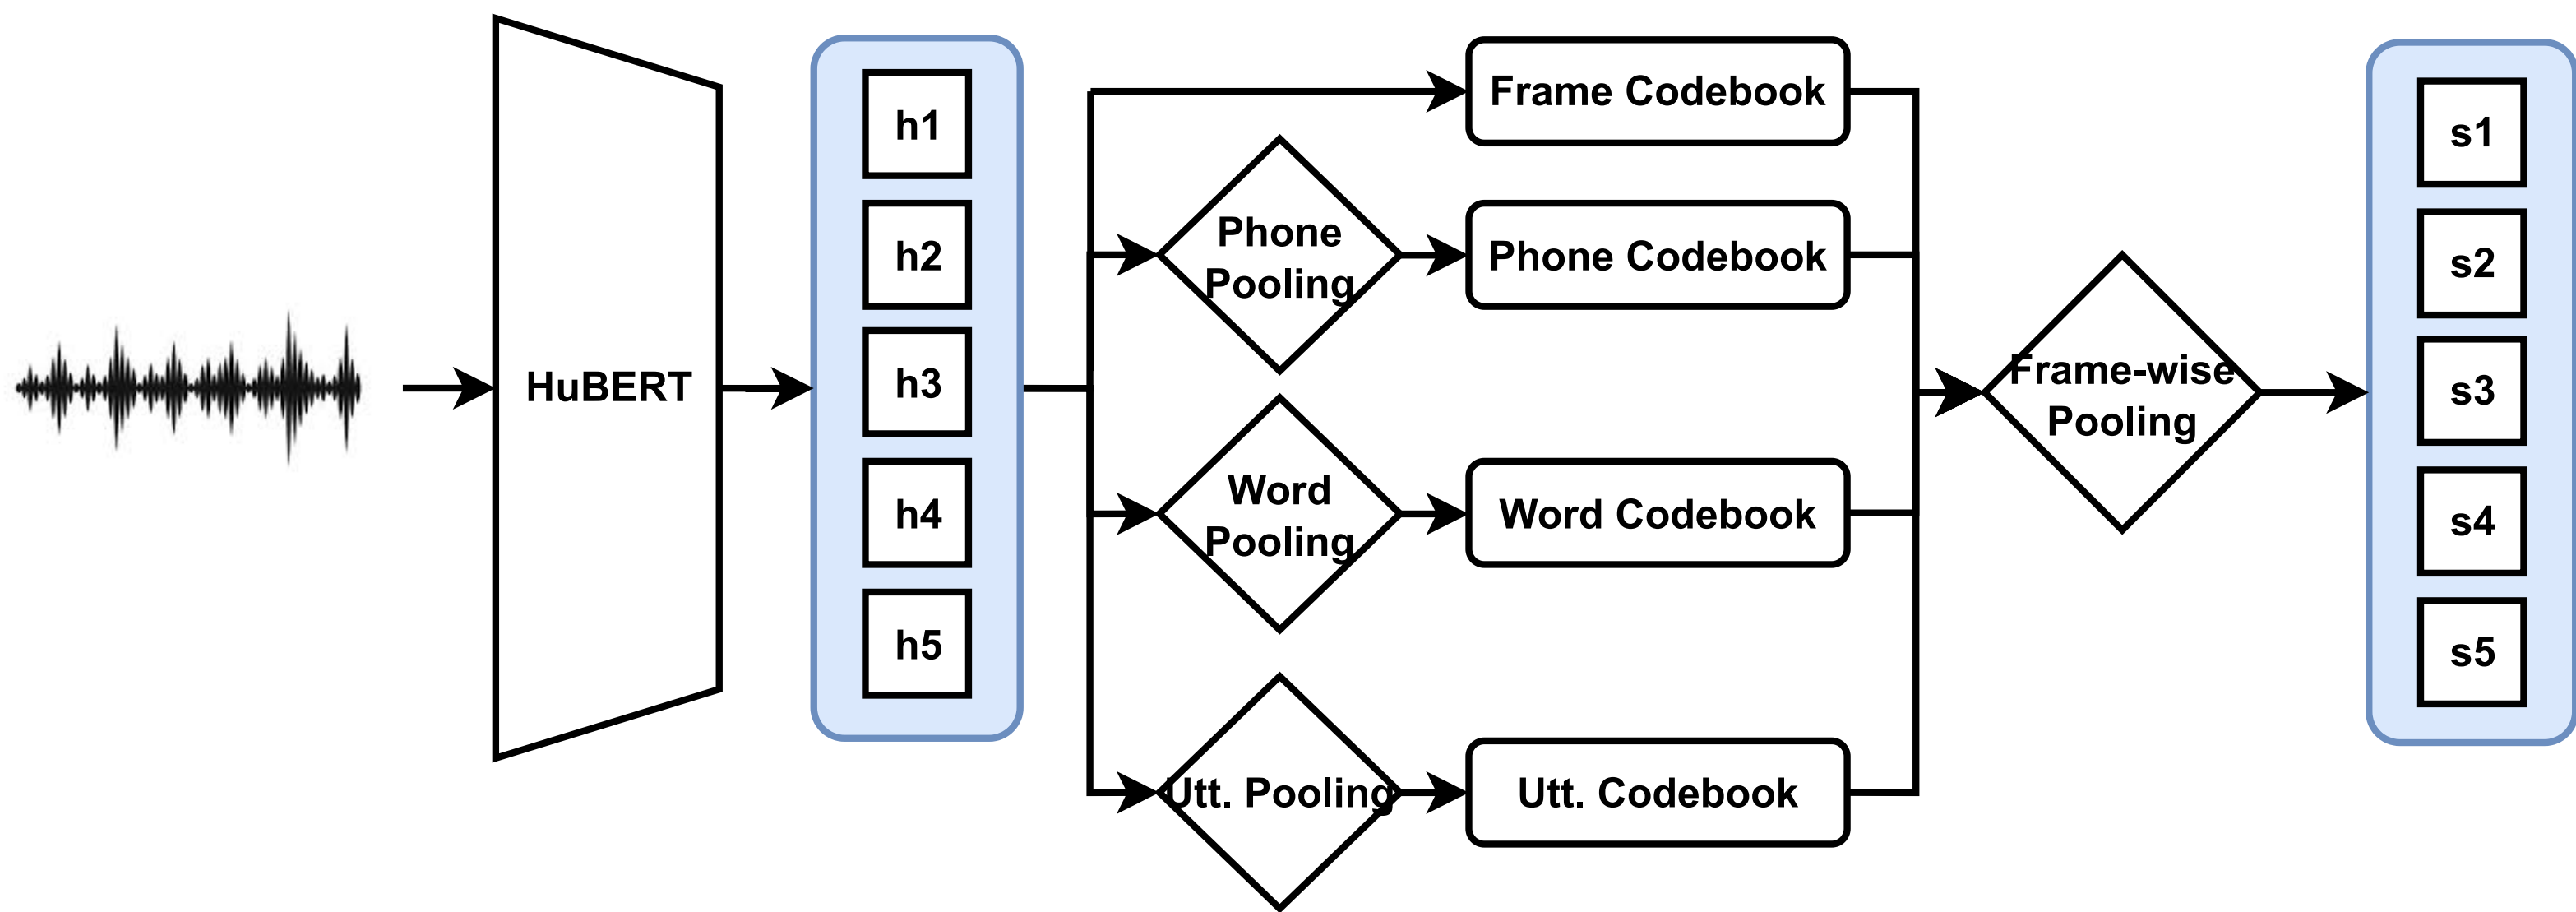 HuBERT
h1
h2
h3
h4
h5
Frame Codebook
Phone
Pooling
Phone Codebook
Word
Pooling
Word Codebook
Utt. Pooling
Utt. Codebook
Frame-wise
Pooling
s1
s2
s3
s4
s5